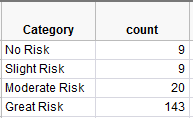 Category count
No Risk 9
Slight Risk 9
Moderate Risk 20
Great Risk 143